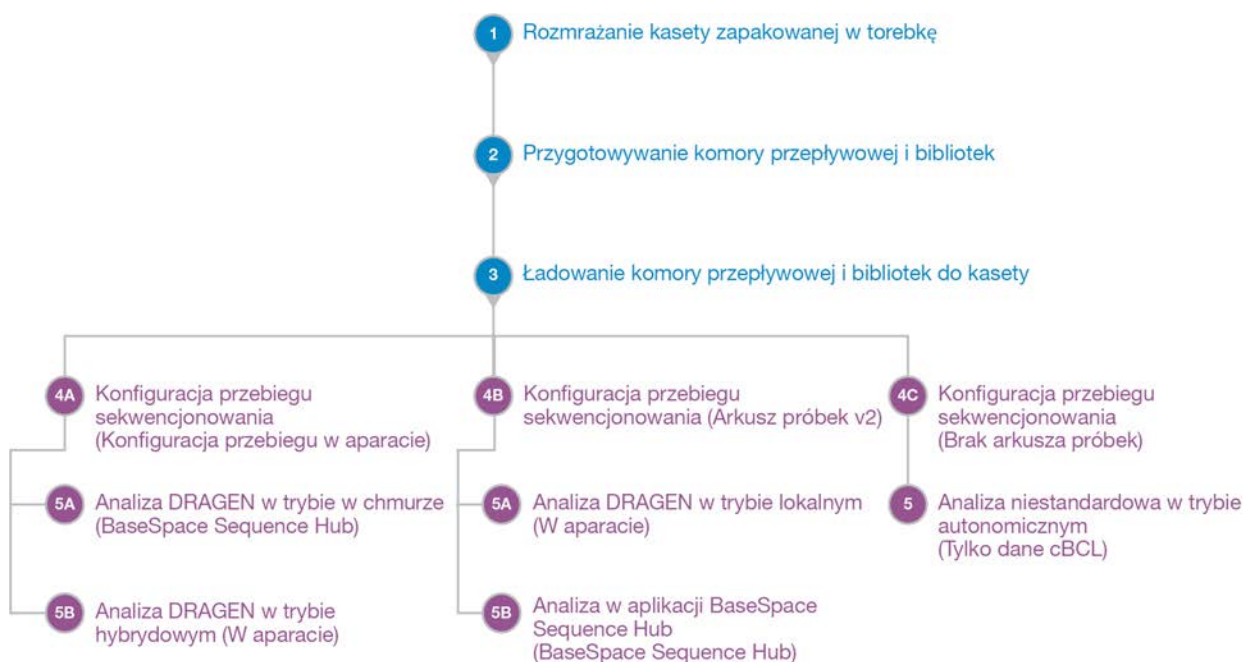 1 Rozmrażanie kasety zapakowanej w torebkę
2 Przygotowywanie komory przepływowej i bibliotek
3 Ładowanie komory przepływowej i bibliotek do kasety
4A Konfiguracja przebiegu
sekwencjonowania
(Konfiguracja przebiegu w aparacie)
5A Analiza DRAGEN w trybie w chmurze
(BaseSpace Sequence Hub)
5B Analiza DRAGEN w trybie
hybrydowym (W aparacie)
4B Konfiguracja przebiegu
sekwencjonowania (Arkusz próbek v2)
5A Analiza DRAGEN w trybie lokalnym
(W aparacie)
5B Analiza w aplikacji BaseSpace
Sequence Hub
(BaseSpace Sequence Hub)
4C Konfiguracja przebiegu
sekwencjonowania
(Brak arkusza próbek)
5 Analiza niestandardowa w trybie
autonomicznym
(Tylko dane cBCL)